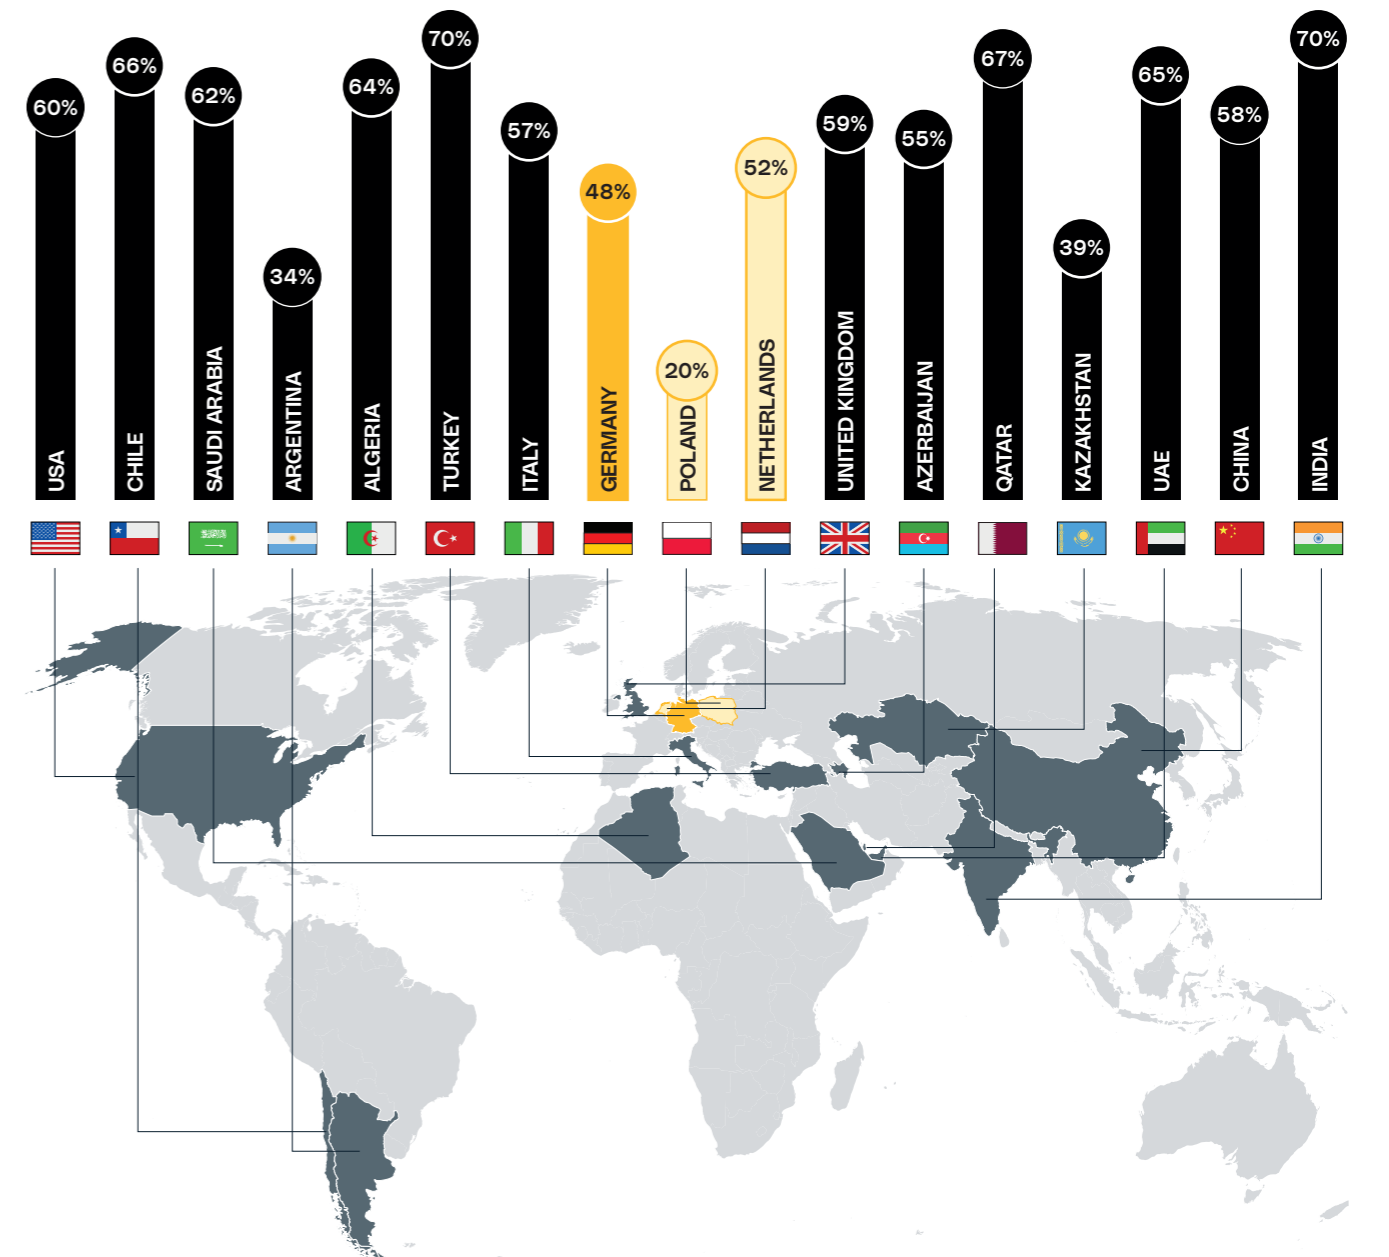 60%
66%
62%
34%
64%
70%
57%
48%
20%
52%
59%
55%
67%
39%
65%
58%
70%
USA
CHILE
SAUDI ARABIA
ARGENTINA
ALGERIA
TURKEY
ITALY
GERMANY
POLAND
NETHERLANDS
UNITED KINGDOM
AZERBAIJAN
QATAR
KAZAKHSTAN
UAE
CHINA
INDIA